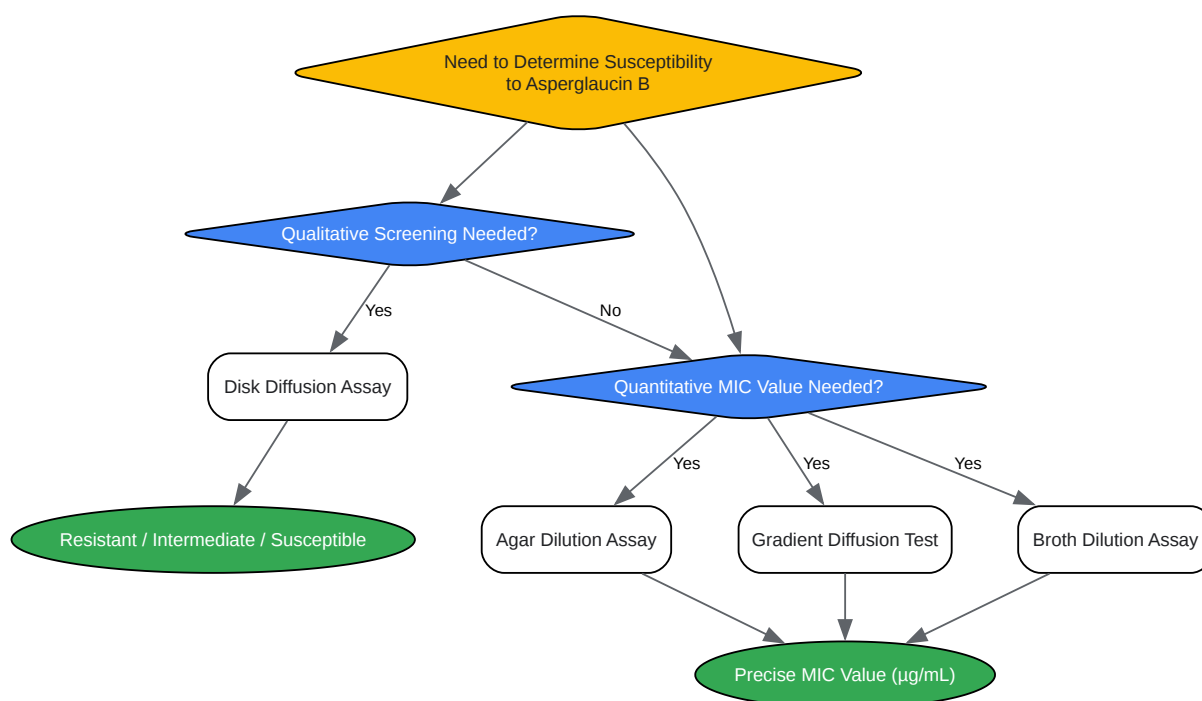 Need to Determine Susceptibility
to Asperglaucin B
Qualitative Screening Needed?
Yes
No
Disk Diffusion Assay
Quantitative MIC Value Needed?
Yes
Yes
Yes
Resistant / Intermediate / Susceptible
Agar Dilution Assay
Gradient Diffusion Test
Broth Dilution Assay
Precise MIC Value (µg/mL)